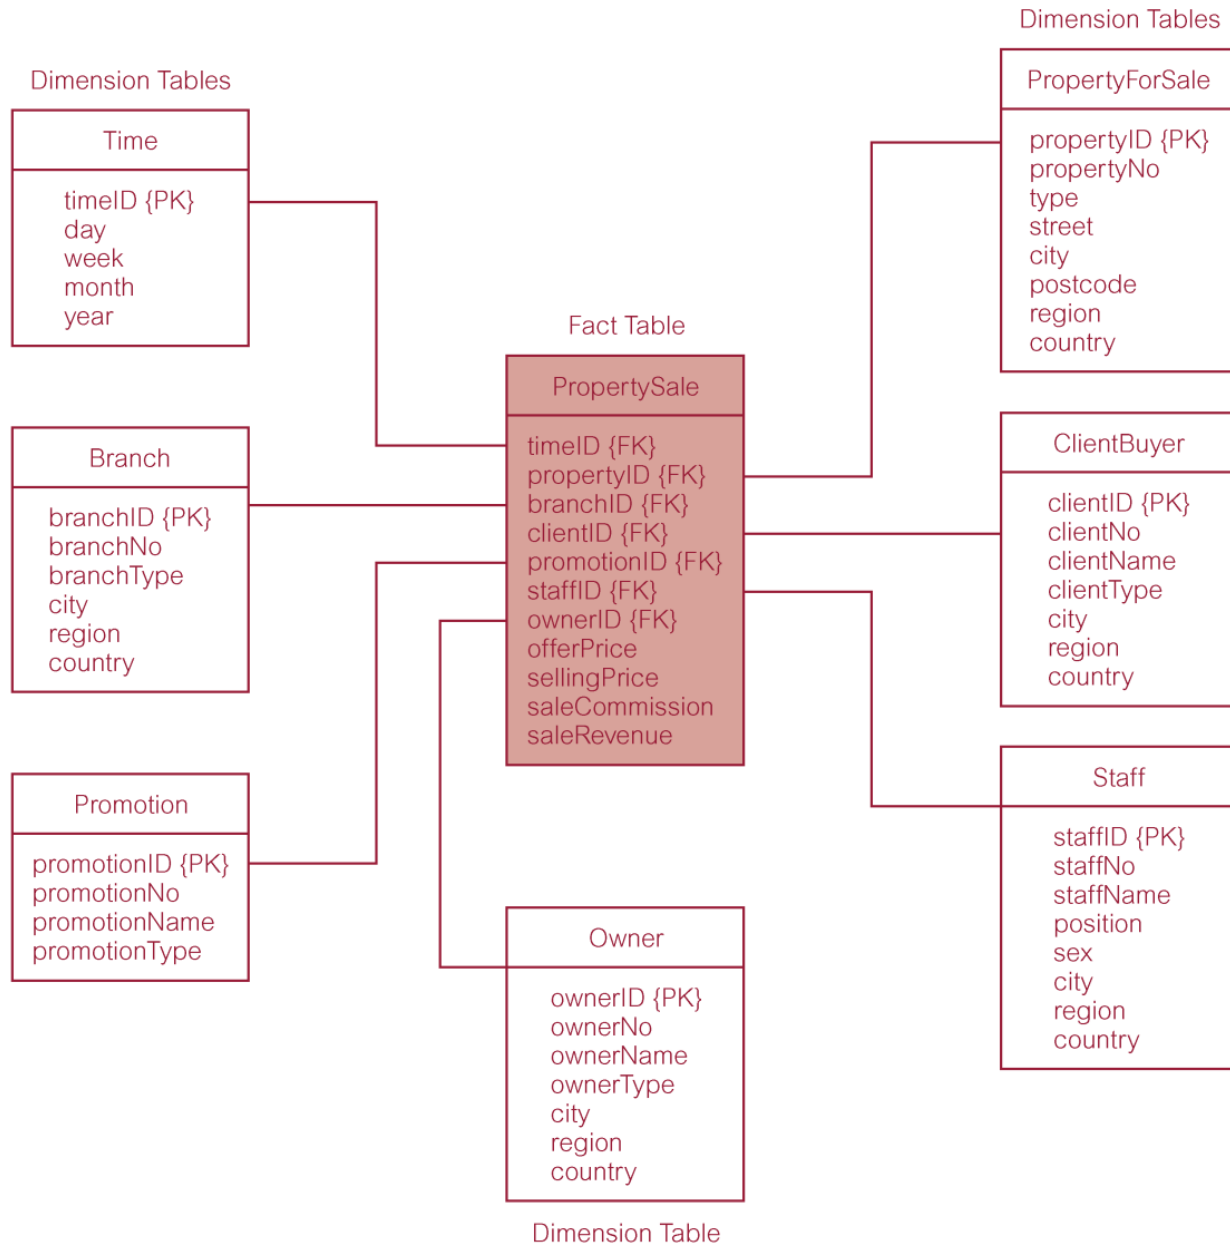 Dimension Tables
Time
timeID {PK}
day
week
month
year
Branch
branchID {PK}
branchNo
branchType
city
region
country
Promotion
promotionID {PK}
promotionNo
promotionName
promotionType
Fact Table
PropertySale
timeID {FK}
propertyID {FK}
branchID {FK}
clientID {FK}
promotionID {FK}
staffID {FK}
ownerID {FK}
offerPrice
sellingPrice
saleCommission
saleRevenue
Owner
ownerID {PK}
ownerNo
ownerName
ownerType
city
region
country
Dimension Table
Dimension Tables
PropertyForSale
propertyID {PK}
propertyNo
type
street
city
postcode
region
country
ClientBuyer
clientID {PK}
clientNo
clientName
clientType
city
region
country
Staff
staffID {PK}
staffNo
staffName
position
sex
city
region
country